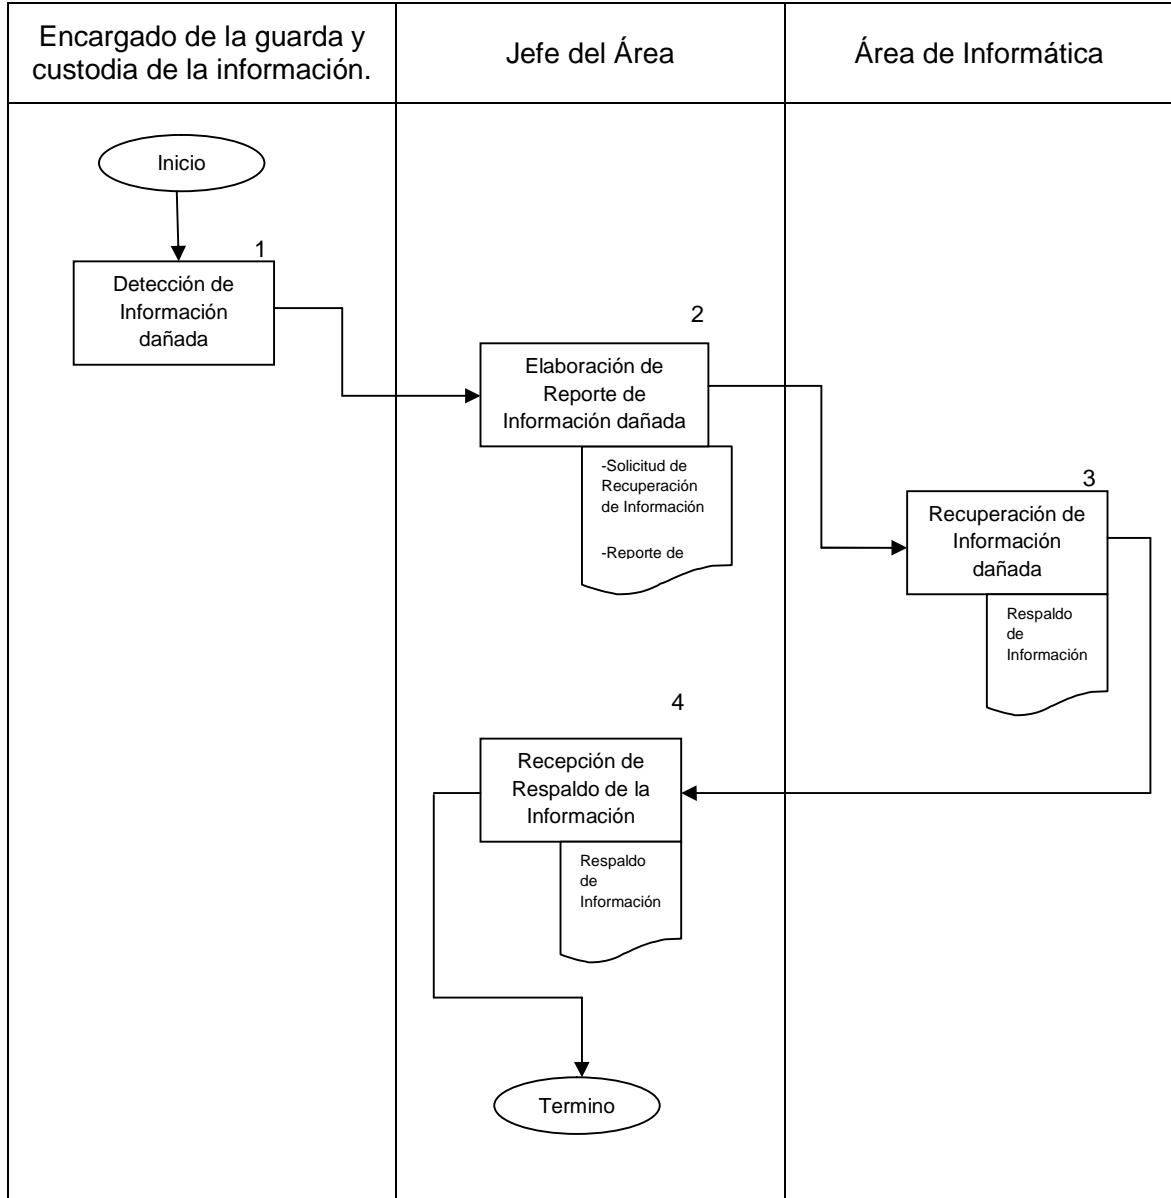 Encargado de la guarda y
custodia de la información.
Jefe del Área
Área de Informática
Inicio
1
Detección de
Información
dañada
2
Elaboración de
Reporte de
Información dañada
-Solicitud de
Recuperación
de Información
-Reporte de
3
Recuperación de
Información
dañada
Respaldo
de
Información
4
Recepción de
Respaldo de la
Información
Respaldo
de
Información
Termino